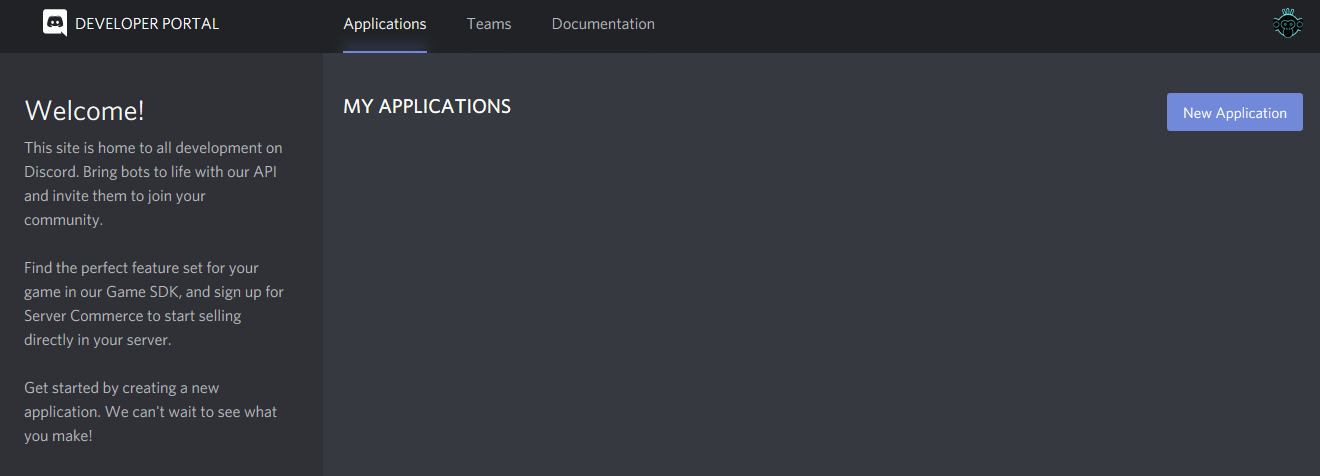 DEVELOPER PORTAL
Applications
Teams
Documentation
Welcome!
This site is home to all development on
Discord. Bring bots to life with our API
and invite them to join your
community.
Find the perfect feature set for your
game in our Game SDK, and sign up for
Server Commerce to start selling
directly in your server.
Get started by creating a new
application. We can't wait to see what
you make!
MY APPLICATIONS
New Application